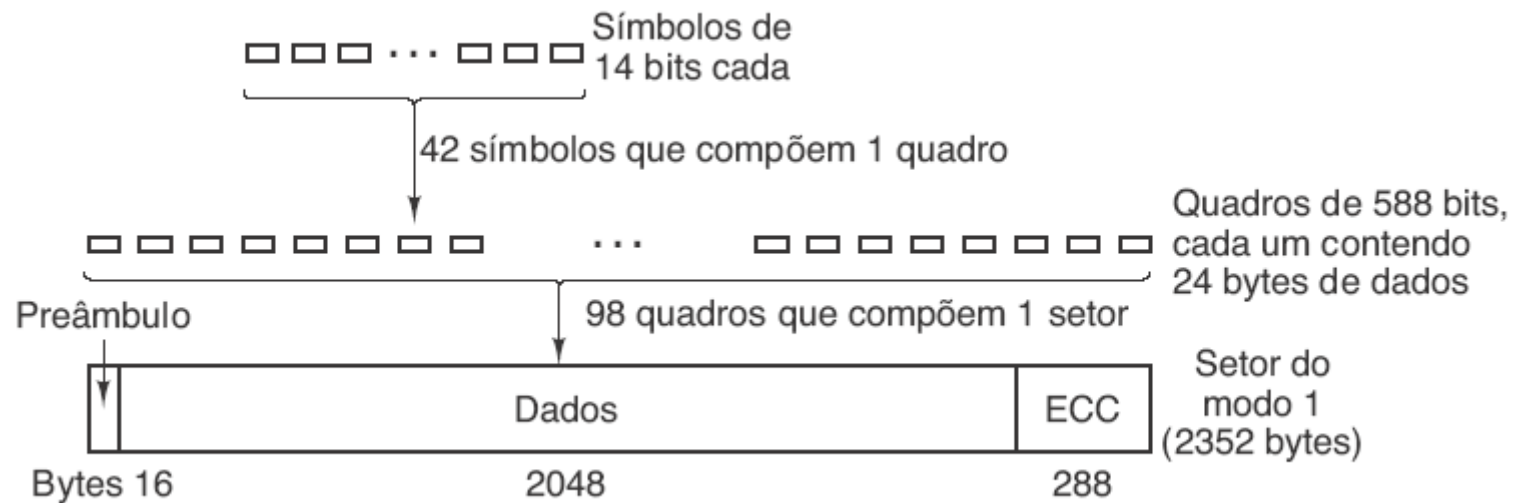 Símbolos de
14 bits cada
42 símbolos que compõem 1 quadro
Quadros de 588 bits,
cada um contendo
24 bytes de dados
Preâmbulo
98 quadros que compõem 1 setor
Dados
ECC
Setor do
modo 1
(2352 bytes)
Bytes 16
2048
288